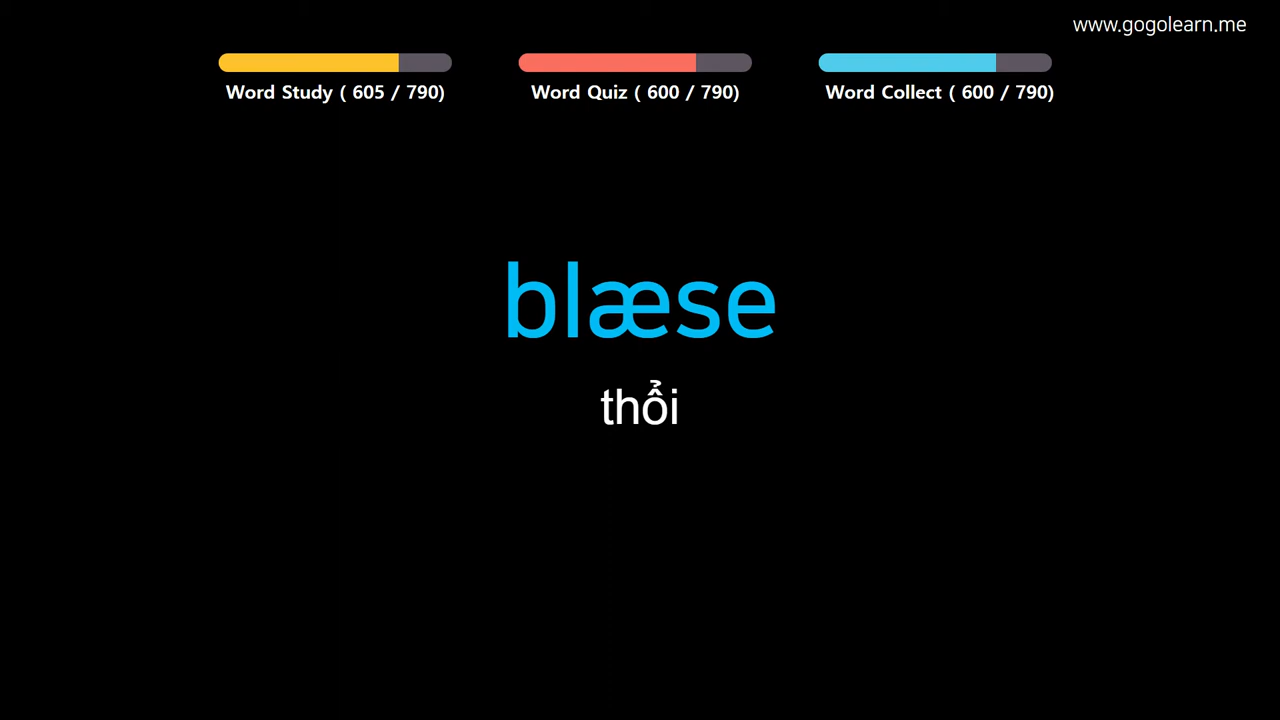 www.gogolearn.me
Word Study ( 605 / 790)
Word Quiz ( 600 / 790)
Word Collect ( 600 / 790)
blæse
thổi